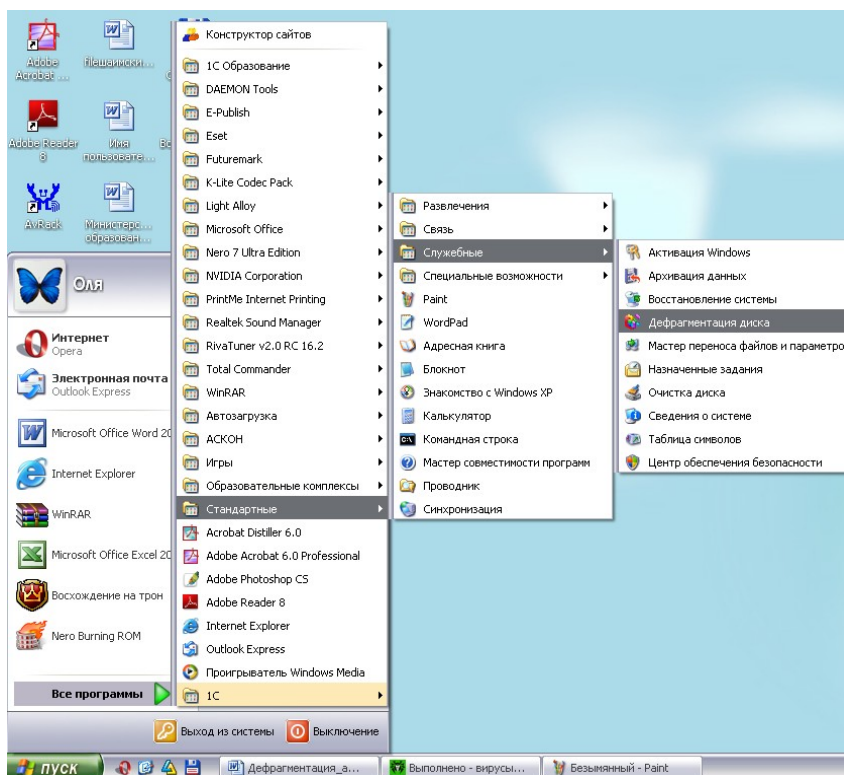 Adobe
Acrobat ...
Adobe Reader
8
Имя
пользовате...
AvRack
Министерс...
образован...
Оля
Интернет
Opera
Электронная почта
Outlook Express
Microsoft Office Word 20
Internet Explorer
WinRAR
Microsoft Office Excel 20
Восхождение на трон
Nero Burning ROM
Все программы
Конструктор сайтов
1С Образование
DAEMON Tools
E-Publish
Eset
Futuremark
K-Lite Codec Pack
Light Alloy
Microsoft Office
Nero 7 Ultra Edition
NVIDIA Corporation
PrintMe Internet Printing
Realtek Sound Manager
RivaTuner v2.0 RC 16.2
Total Commander
WinRAR
Автозагрузка
АСКОН
Игры
Образовательные комплексы
Стандартные
Acrobat Distiller 6.0
Adobe Acrobat 6.0 Professional
Adobe Photoshop CS
Adobe Reader 8
Internet Explorer
Outlook Express
Проигрыватель Windows Media
1С
Развлечения
Связь
Служебные
Специальные возможности
Paint
WordPad
Адресная книга
Блокнот
Знакомство с Windows XP
Калькулятор
Командная строка
Мастер совместимости программ
Проводник
Синхронизация
Активация Windows
Архивация данных
Восстановление системы
Дефрагментация диска
Мастер переноса файлов и параметро
Назначенные задания
Очистка диска
Сведения о системе
Таблица символов
Центр обеспечения безопасности
Выход из системы
Выключение
пуск
Дефрагментация_а...
Выполнено - вирусы...
Безымянный - Paint